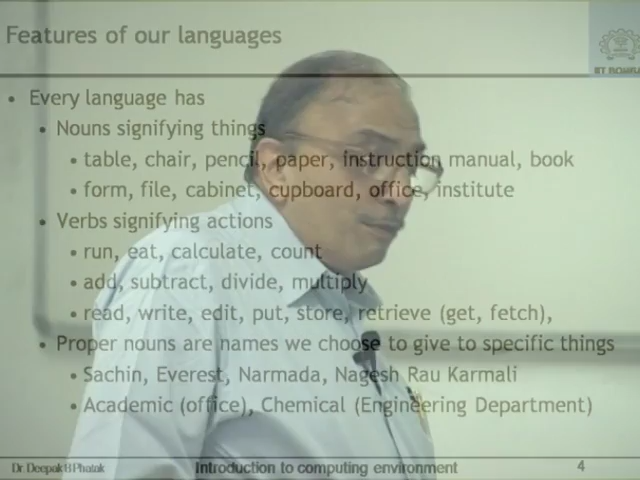 Features of our languages
IIT BOMBAY
• Every language has
• Nouns signifying things
• table, chair, pencil, paper, instruction manual, book
• form, file, cabinet, cupboard, office, institute
• Verbs signifying actions
• run, eat, calculate, count
• add, subtract, divide, multiply
• read, write, edit, put, store, retrieve (get, fetch),
• Proper nouns are names we choose to give to specific things
• Sachin, Everest, Narmada, Nagesh Rau Karmali
• Academic (office), Chemical (Engineering Department)
Dr. Deepak B Phatak Introduction to computing environment 4